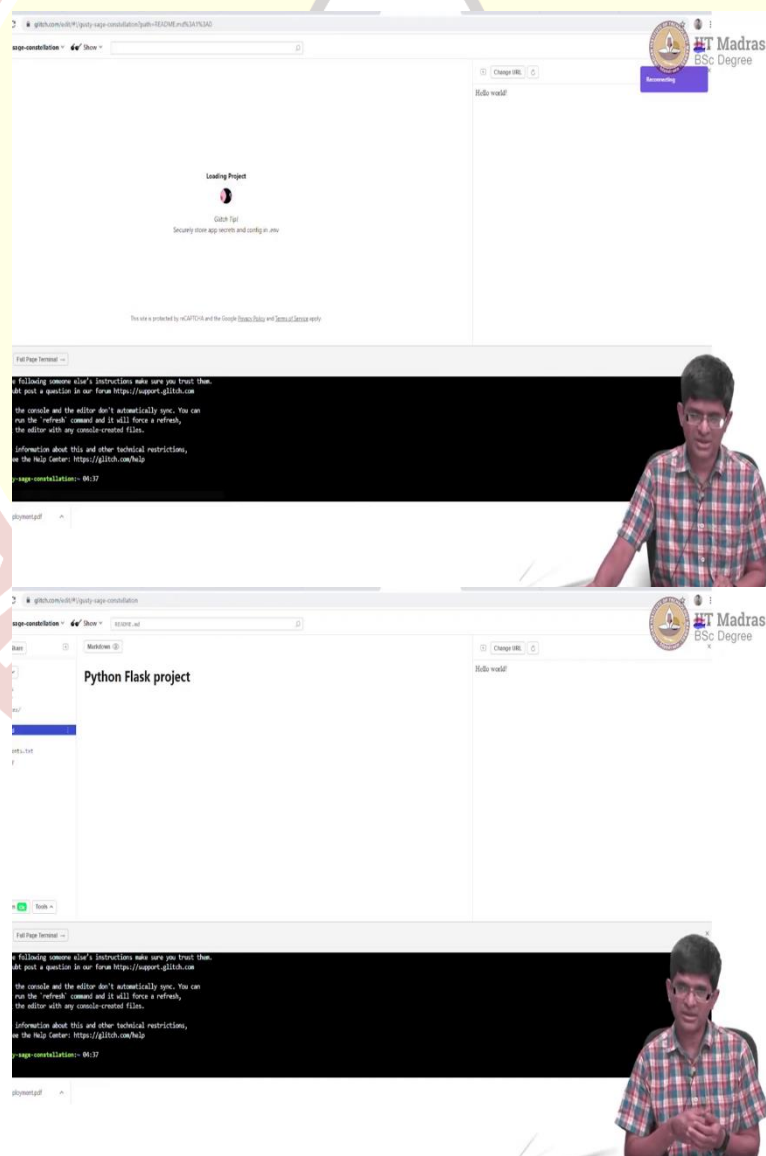 glitch.com/edit/#!/gusty-sage-constellation?path=README.md%3A1%3A0
sage-constellation Show
IIT Madras
BSc Degree
Change URL
Reconnecting
Hello world!
Loading Project
Glitch Tip!
Securely store app secrets and config in .env
This site is protected by reCAPTCHA and the Google Privacy Policy and Terms of Service apply
Full Page Terminal →
e following someone else's instructions make sure you trust them.
ubt post a question in our forum https://support.glitch.com
the console and the editor don't automatically sync. You can
run the `refresh` command and it will force a refresh,
the editor with any console-created files.
information about this and other technical restrictions,
ee the Help Center: https://glitch.com/help
y-sage-constellation:~ 04:37
ployment.pdf
glitch.com/edit/#!/gusty-sage-constellation
sage-constellation Show README.md
IIT Madras
BSc Degree
Share Markdown Change URL
Python Flask project
Hello world!
es/
ents.txt
Tools
Full Page Terminal →
e following someone else's instructions make sure you trust them.
ubt post a question in our forum https://support.glitch.com
the console and the editor don't automatically sync. You can
run the `refresh` command and it will force a refresh,
the editor with any console-created files.
information about this and other technical restrictions,
ee the Help Center: https://glitch.com/help
y-sage-constellation:~ 04:37
ployment.pdf